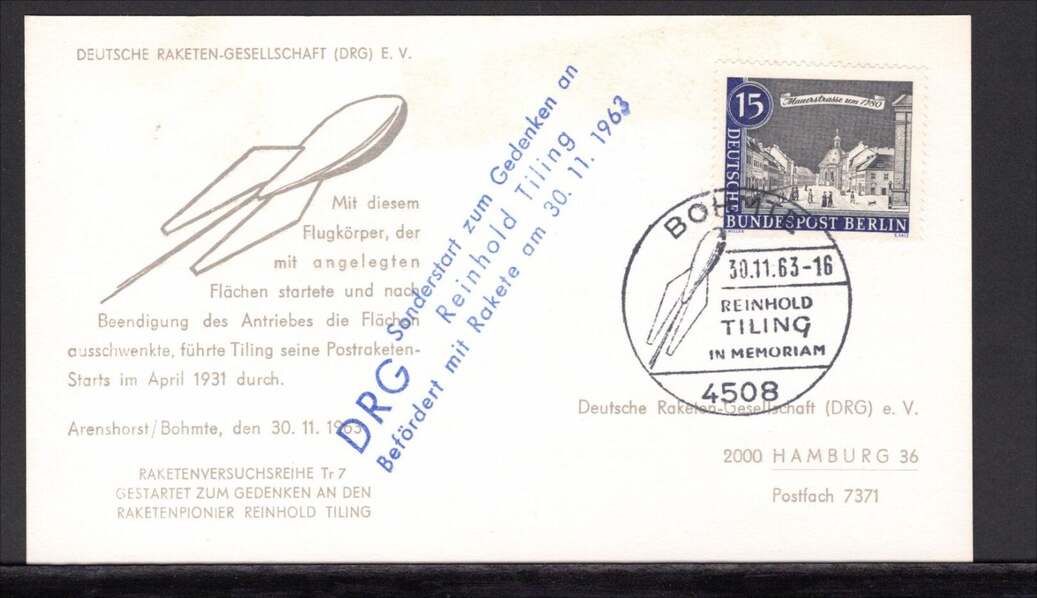 DEUTSCHE RAKETEN-GESELLSCHAFT (DRG) E. V.
Mit diesem
Flugkörper, der
mit angelegten
Flächen startete und nach
Beendigung des Antriebes die Flächen
ausschwenkte, führte Tiling seine Postraketen-
Starts im April 1931 durch.
Arenshorst/Bohmte, den 30. 11. 1963
RAKETENVERSUCHSREIHE Tr 7
GESTARTET ZUM GEDENKEN AN DEN
RAKETENPIONIER REINHOLD TILING
DRG Sonderstart zum Gedenken an
Reinhold Tiling
Befördert mit Rakete am 30. 11. 1963
15
Mauerstrasse um 1780
DEUTSCHE
BUNDESPOST BERLIN
BOHMTE
30.11.63-16
REINHOLD
TILING
IN MEMORIAM
4508
Deutsche Raketen-Gesellschaft (DRG) e. V.
2000 HAMBURG 36
Postfach 7371